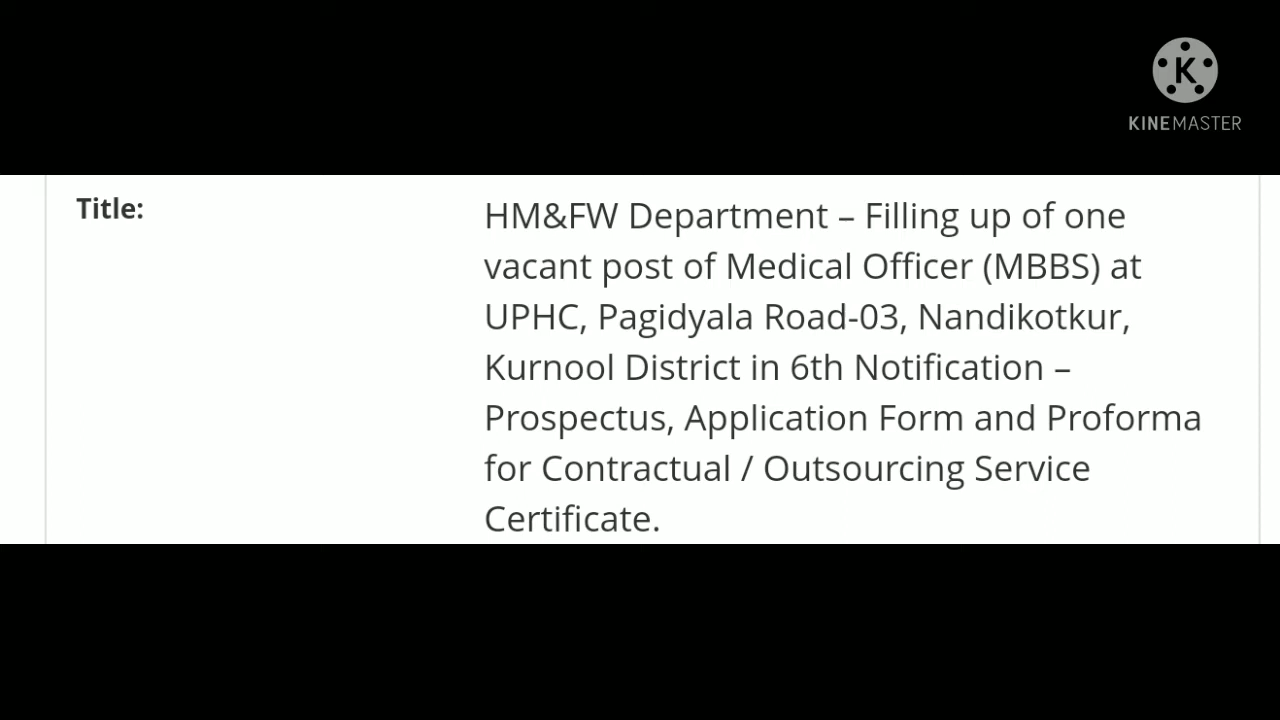 K
KINEMASTER
Title:
HM&FW Department – Filling up of one
vacant post of Medical Officer (MBBS) at
UPHC, Pagidyala Road-03, Nandikotkur,
Kurnool District in 6th Notification –
Prospectus, Application Form and Proforma
for Contractual / Outsourcing Service
Certificate.